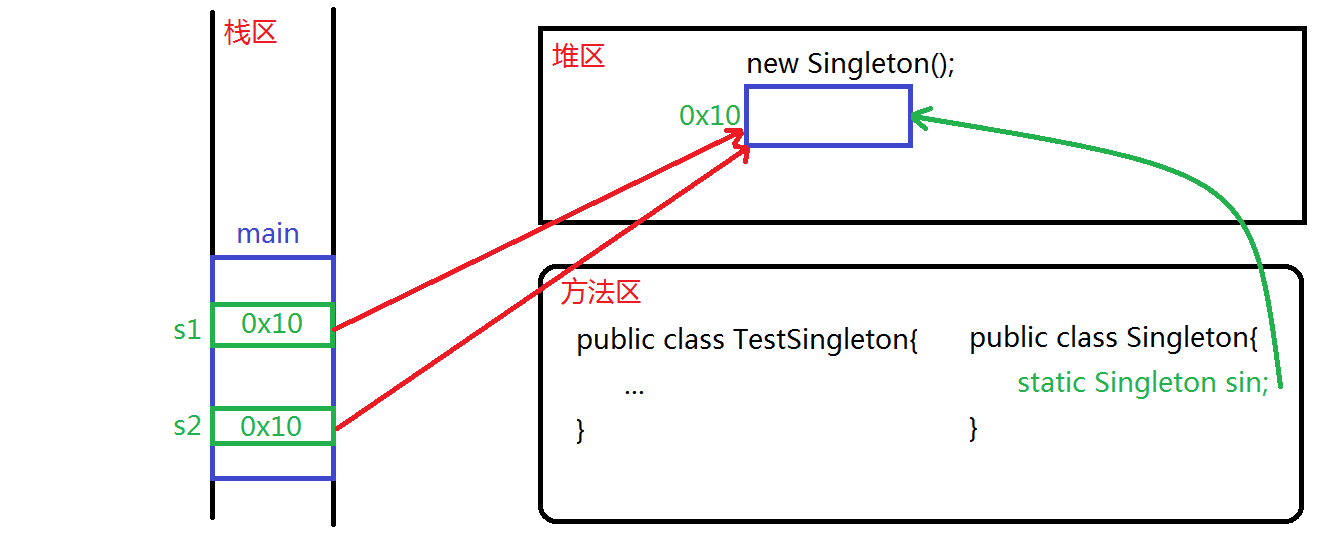 栈区
main
s1
0x10
s2
0x10
堆区
new Singleton();
0x10
方法区
public class TestSingleton{
...
}
public class Singleton{
static Singleton sin;
}